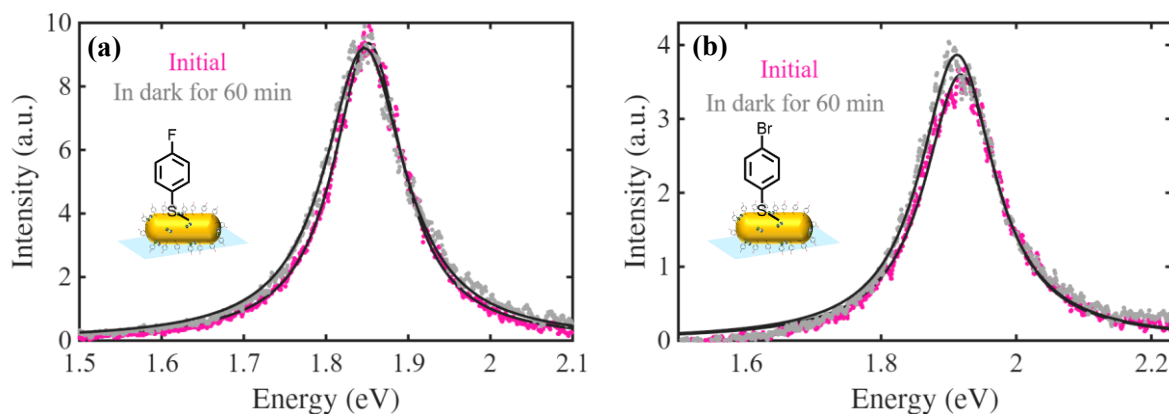 (a)
Initial
In dark for 60 min
F
S
Intensity (a.u.)
10
8
6
4
2
0
1.5 1.6 1.7 1.8 1.9 2 2.1
Energy (eV)
(b)
Initial
In dark for 60 min
Br
S
Intensity (a.u.)
4
3
2
1
0
1.6 1.8 2 2.2
Energy (eV)